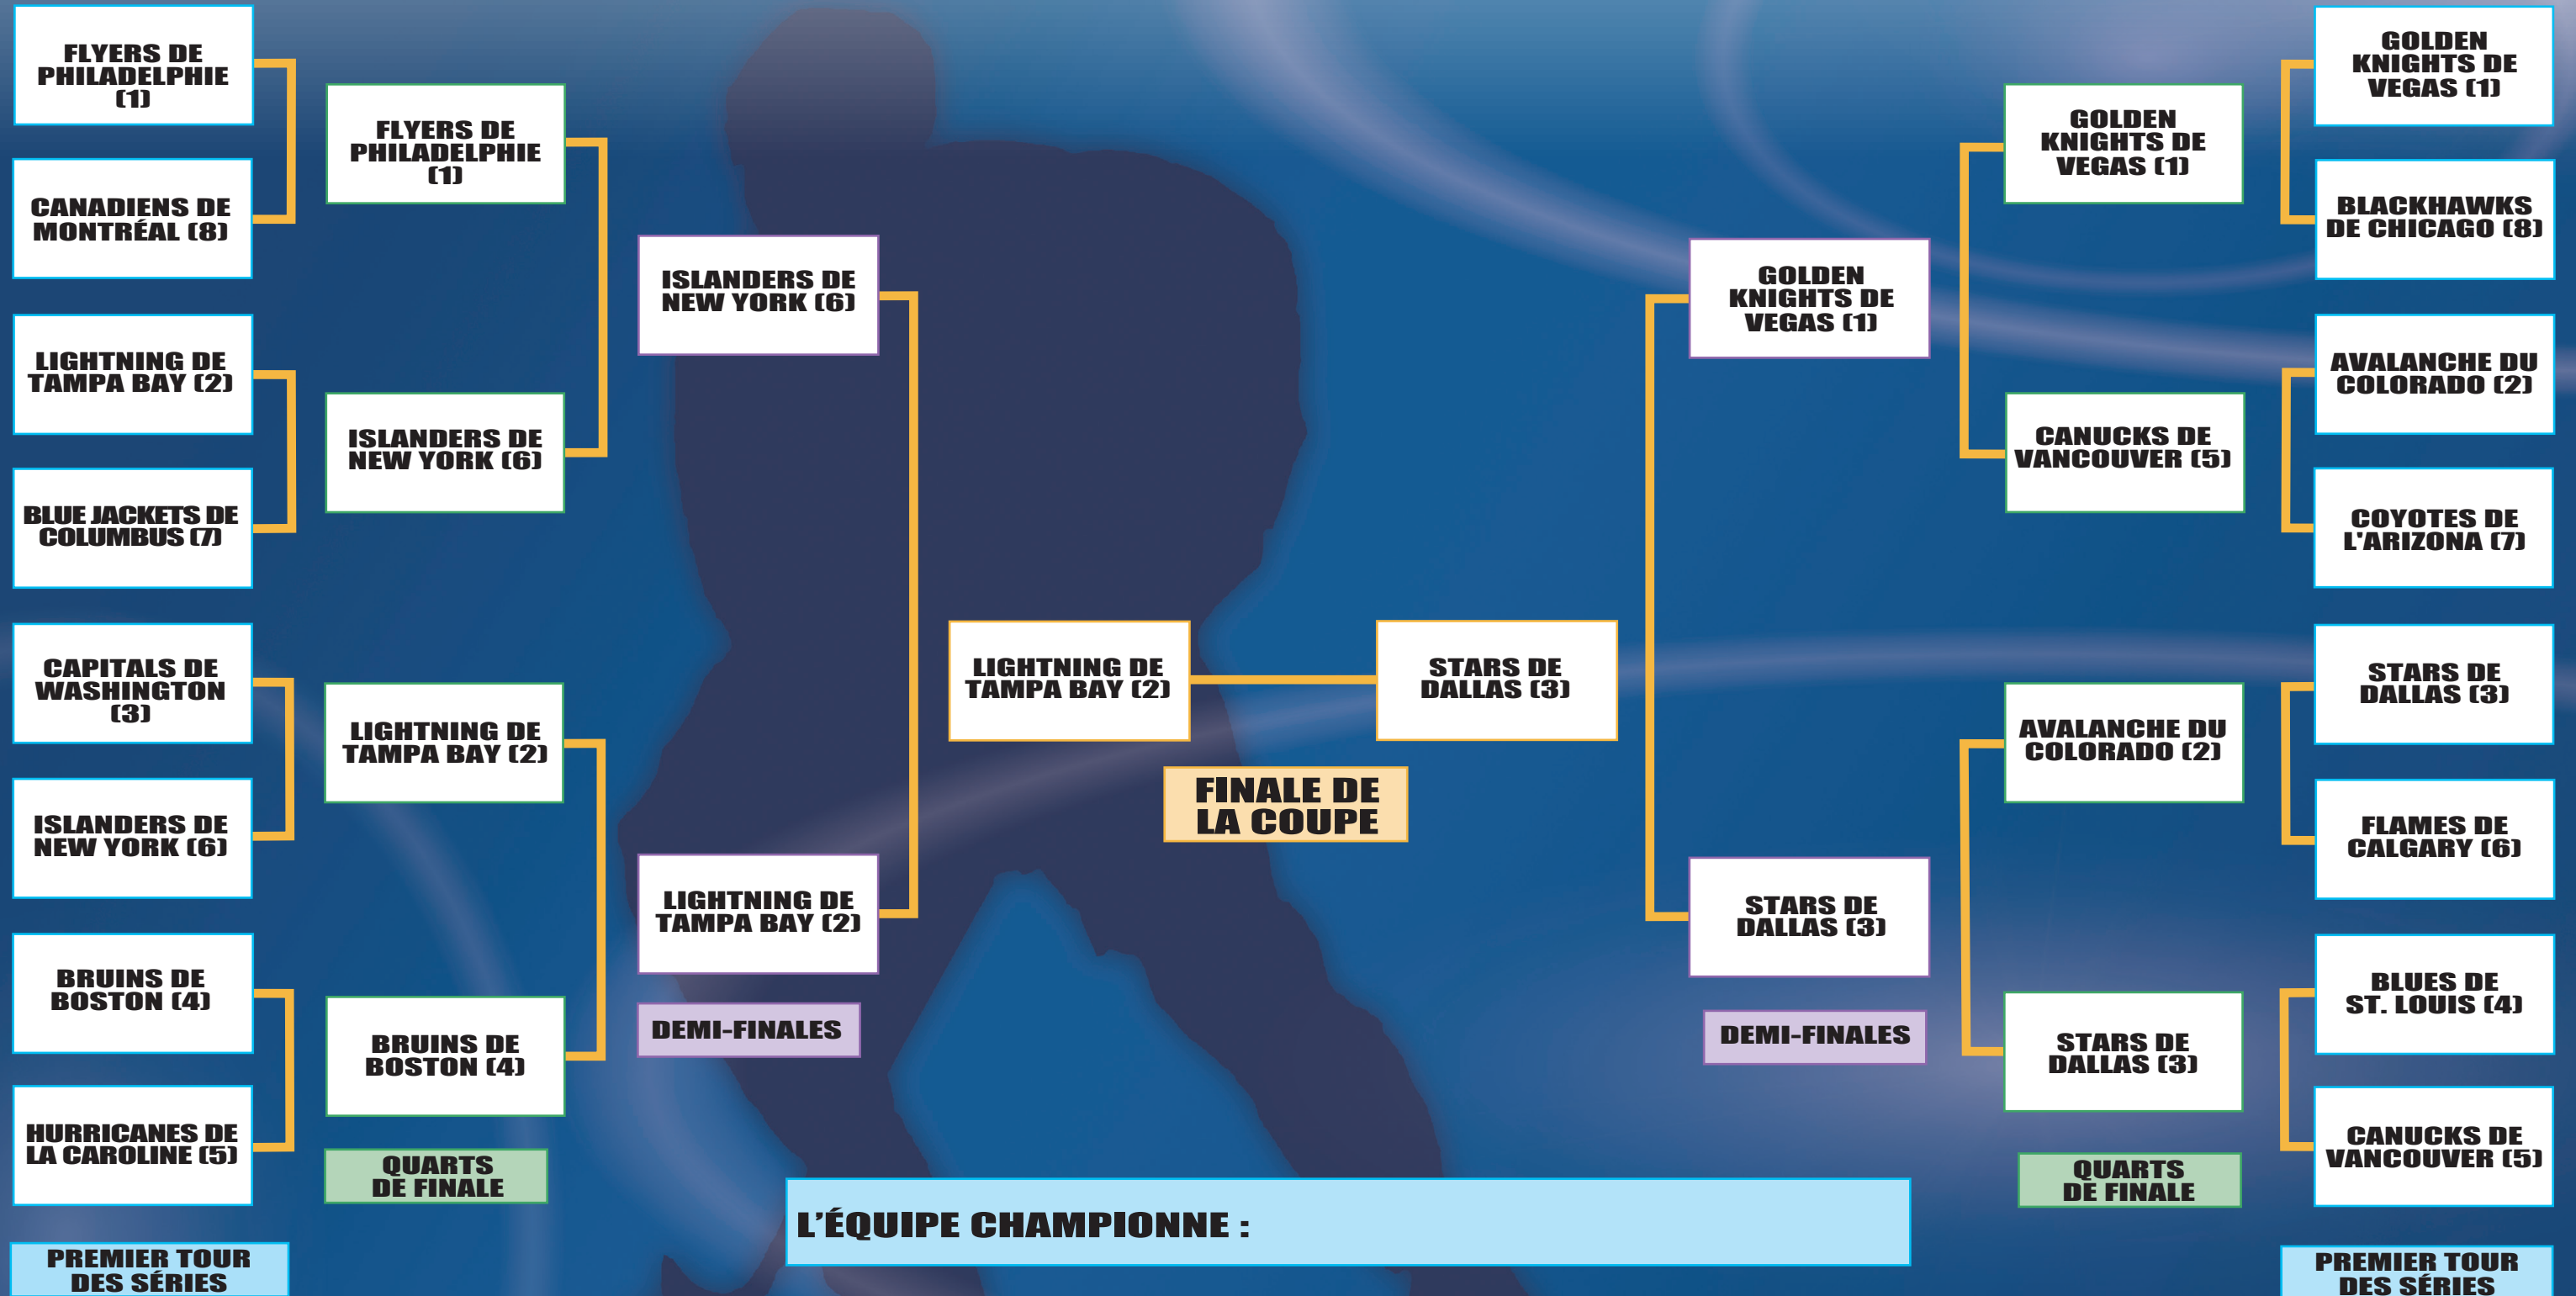 FLYERS DE
PHILADELPHIE
(1)
CANADIENS DE
MONTRÉAL (8)
LIGHTNING DE
TAMPA BAY (2)
BLUE JACKETS DE
COLUMBUS (7)
CAPITALS DE
WASHINGTON
(3)
ISLANDERS DE
NEW YORK (6)
BRUINS DE
BOSTON (4)
HURRICANES DE
LA CAROLINE (5)
PREMIER TOUR
DES SÉRIES
FLYERS DE
PHILADELPHIE
(1)
ISLANDERS DE
NEW YORK (6)
LIGHTNING DE
TAMPA BAY (2)
BRUINS DE
BOSTON (4)
QUARTS
DE FINALE
ISLANDERS DE
NEW YORK (6)
LIGHTNING DE
TAMPA BAY (2)
DEMI-FINALES
LIGHTNING DE
TAMPA BAY (2)
STARS DE
DALLAS (3)
FINALE DE
LA COUPE
L'ÉQUIPE CHAMPIONNE :
GOLDEN
KNIGHTS DE
VEGAS (1)
STARS DE
DALLAS (3)
DEMI-FINALES
GOLDEN
KNIGHTS DE
VEGAS (1)
CANUCKS DE
VANCOUVER (5)
AVALANCHE DU
COLORADO (2)
STARS DE
DALLAS (3)
QUARTS
DE FINALE
GOLDEN
KNIGHTS DE
VEGAS (1)
BLACKHAWKS
DE CHICAGO (8)
AVALANCHE DU
COLORADO (2)
COYOTES DE
L'ARIZONA (7)
STARS DE
DALLAS (3)
FLAMES DE
CALGARY (6)
BLUES DE
ST. LOUIS (4)
CANUCKS DE
VANCOUVER (5)
PREMIER TOUR
DES SÉRIES